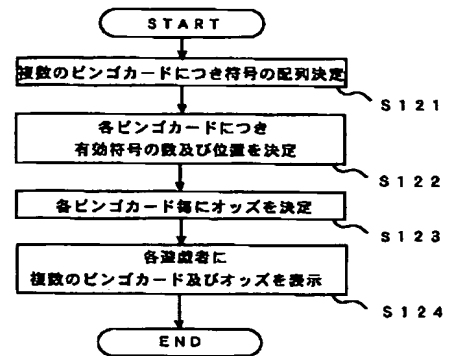 START
複数のビンゴカードにつき符号の配列決定
S121
各ビンゴカードにつき
有効符号の数及び位置を決定
S122
各ビンゴカード毎にオッズを決定
S123
各遊戯者に
複数のビンゴカード及びオッズを表示
S124
END